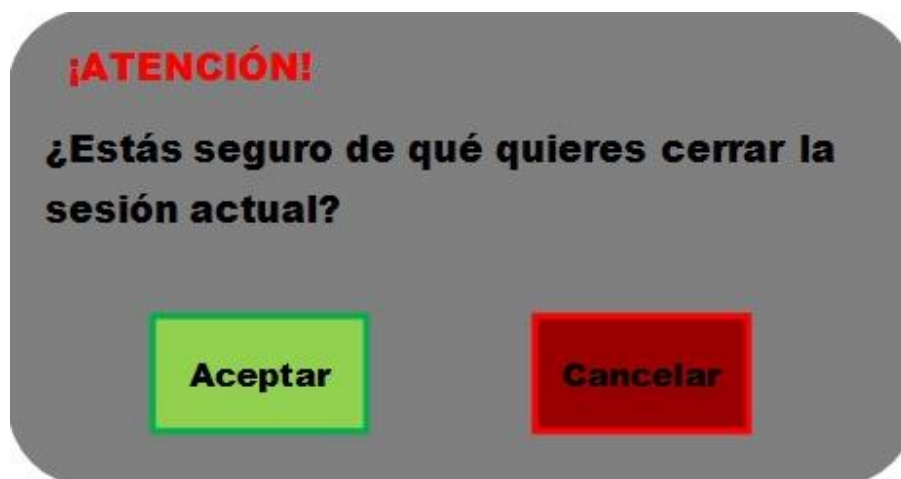 ¡ATENCIÓN!
¿Estás seguro de qué quieres cerrar la
sesión actual?
Aceptar
Cancelar